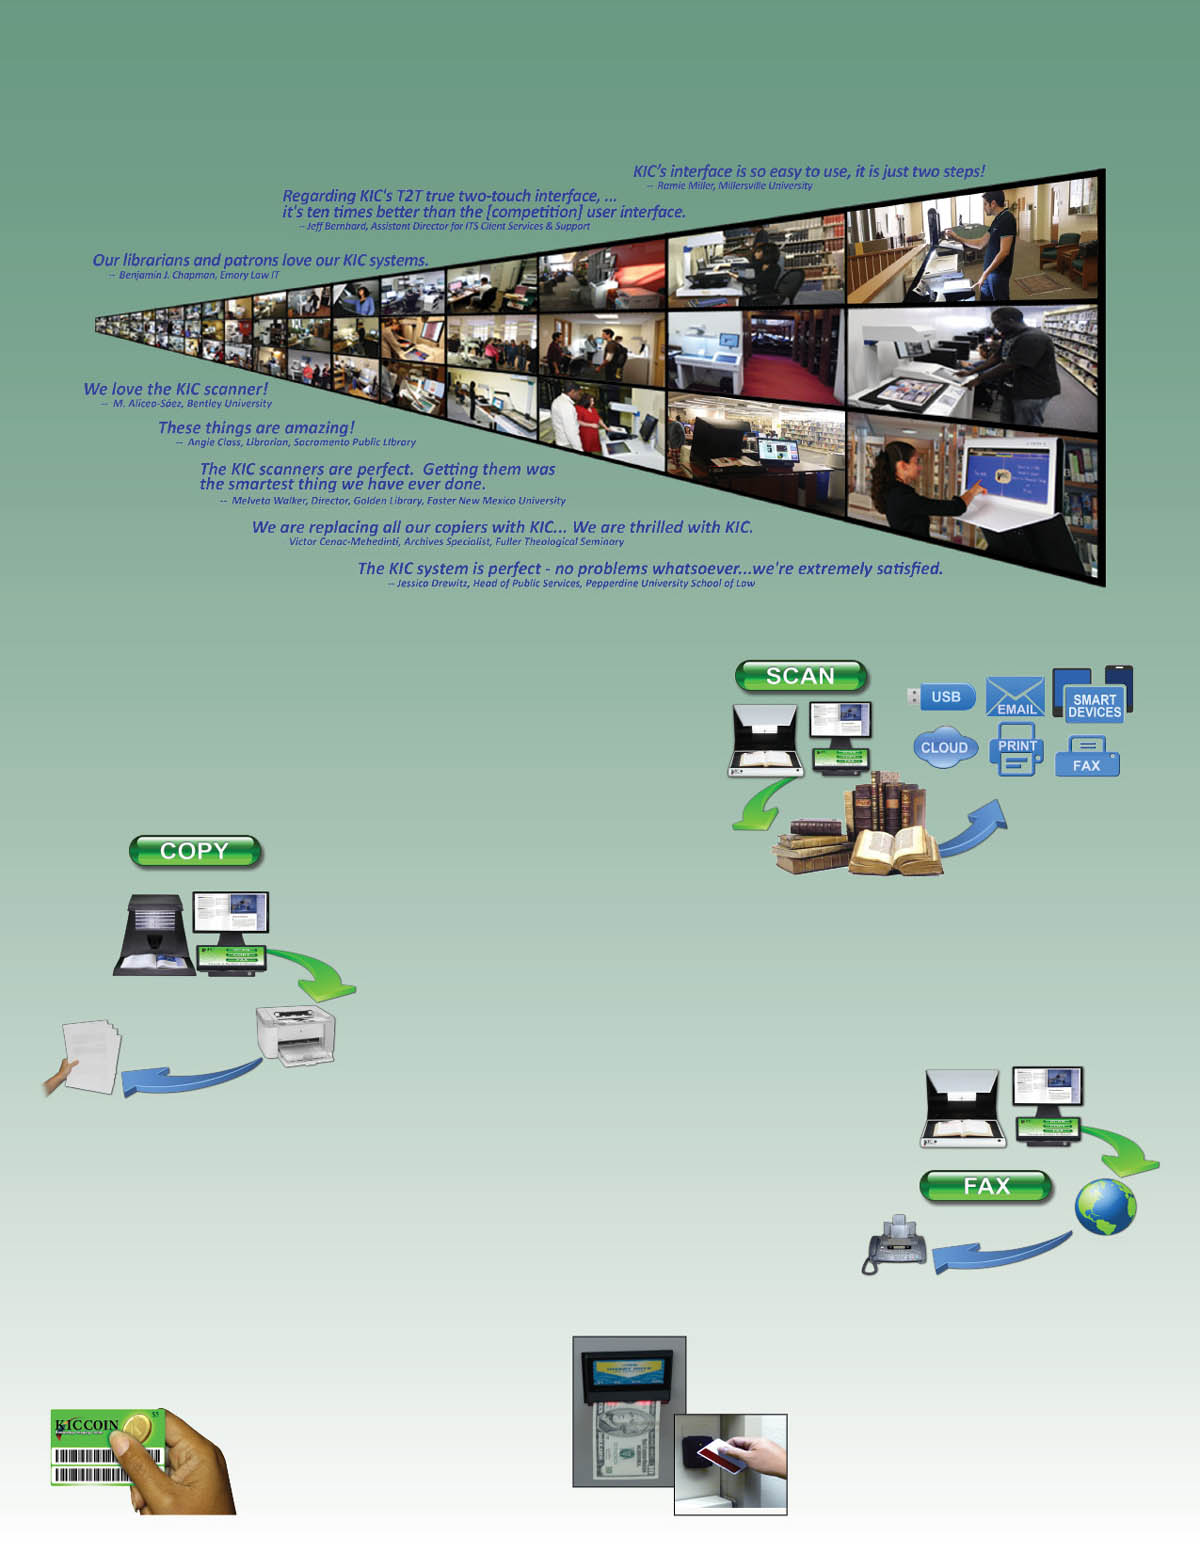 KIC's interface is so easy to use, it is just two steps!
-- Ramie Miller, Millersville University
Regarding KIC's T2T true two-touch interface, ...
it's ten times better than the [competition] user interface.
-- Jeff Bernhard, Assistant Director for ITS Client Services & Support
Our librarians and patrons love our KIC systems.
-- Benjamin J. Chapman, Emory Law IT
We love the KIC scanner!
-- M. Alicea-Sáez, Bentley University
These things are amazing!
-- Angie Class, Librarian, Sacramento Public Library
The KIC scanners are perfect. Getting them was
the smartest thing we have ever done.
-- Melveta Walker, Director, Golden Library, Easter New Mexico University
We are replacing all our copiers with KIC... We are thrilled with KIC.
Victor Cenac-Mehedinti, Archives Specialist, Fuller Theological Seminary
The KIC system is perfect - no problems whatsoever...we're extremely satisfied.
-- Jessica Drewitz, Head of Public Services, Pepperdine University School of Law
SCAN
USB
EMAIL
SMART
DEVICES
CLOUD
PRINT
FAX
COPY
FAX
KICCOIN
$5